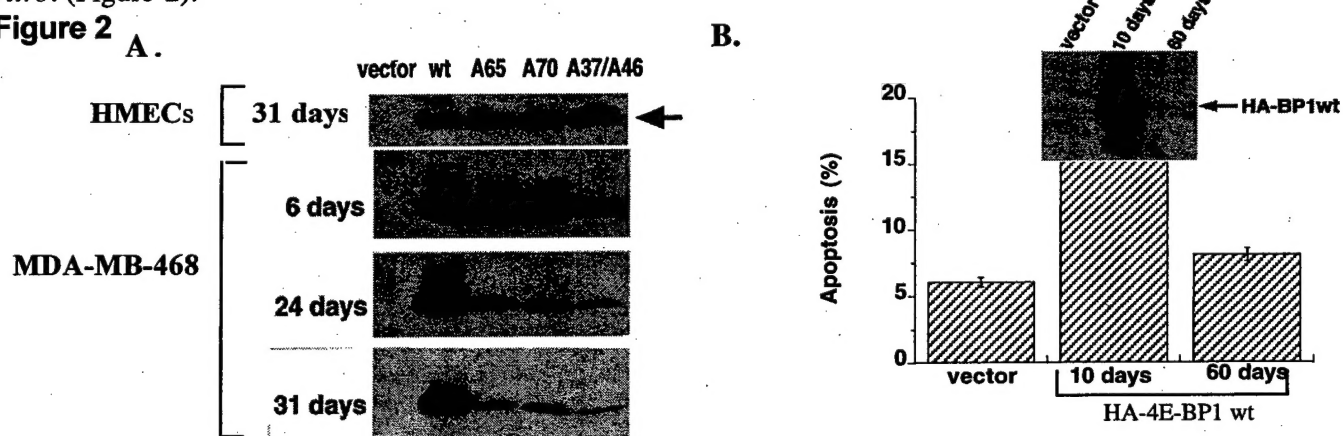 Figure 2
A.
vector wt A65 A70 A37/A46
HMECs
31 days
6 days
MDA-MB-468
24 days
31 days
B.
vector
10 days
60 days
HA-BP1wt
Apoptosis (%)
20
15
10
5
0
vector
10 days
60 days
HA-4E-BP1 wt